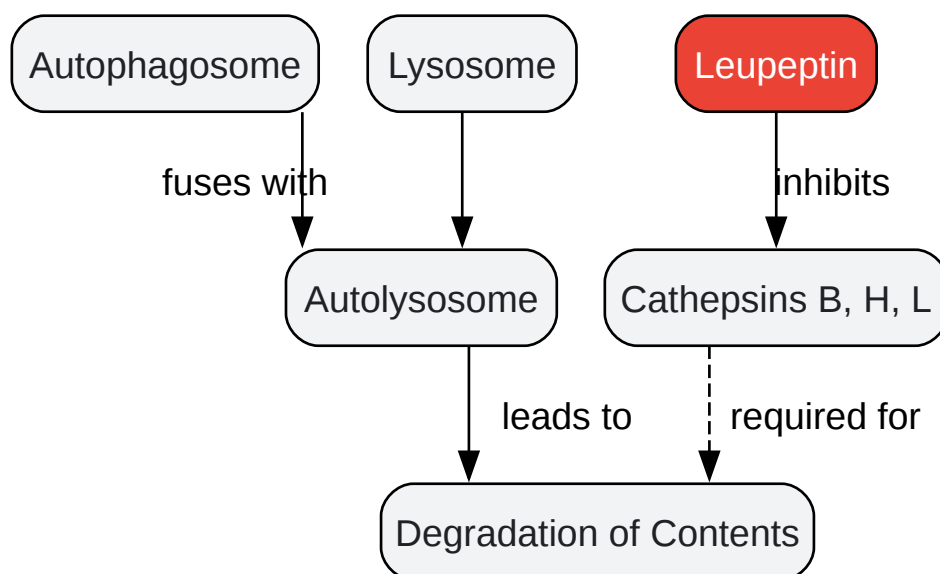 Autophagosome
Lysosome
Leupeptin
fuses with
inhibits
Autolysosome
Cathepsins B, H, L
leads to
required for
Degradation of Contents